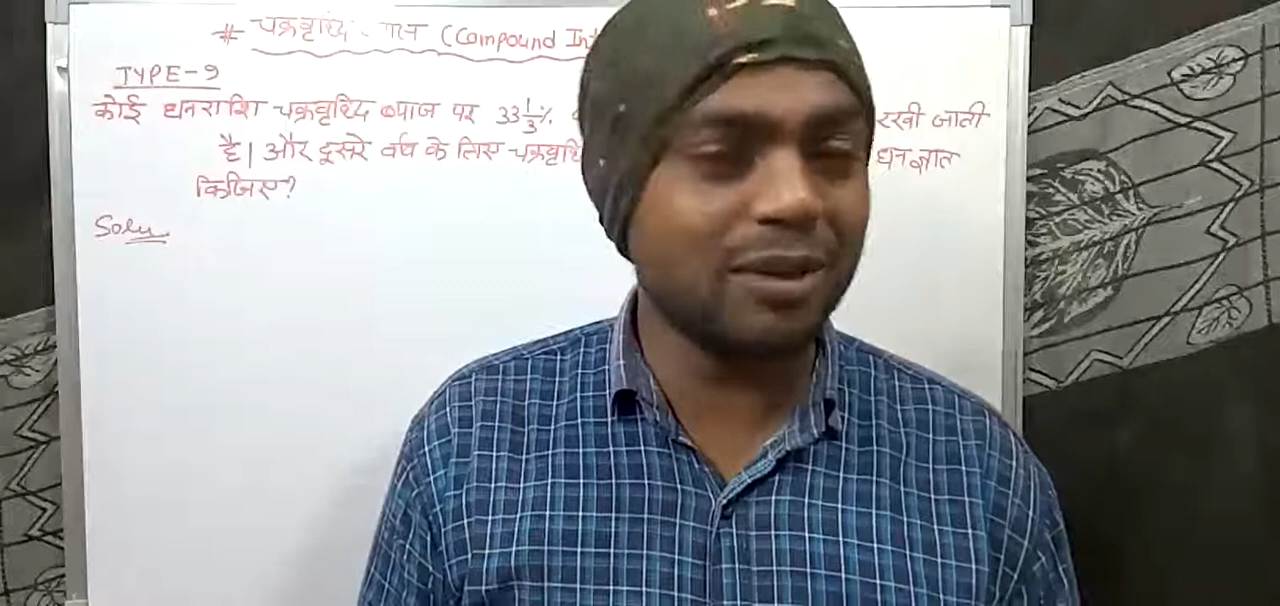 # चक्रवृध्दि ब्याज (Compound Int
TYPE-9
कोई धनराशि चक्रवृध्दि ब्याज पर 33 1/3 % रखी जाती
है। और दूसरे वर्ष के लिए चक्रवृध्दि धन ज्ञात
किजिए?
Solu